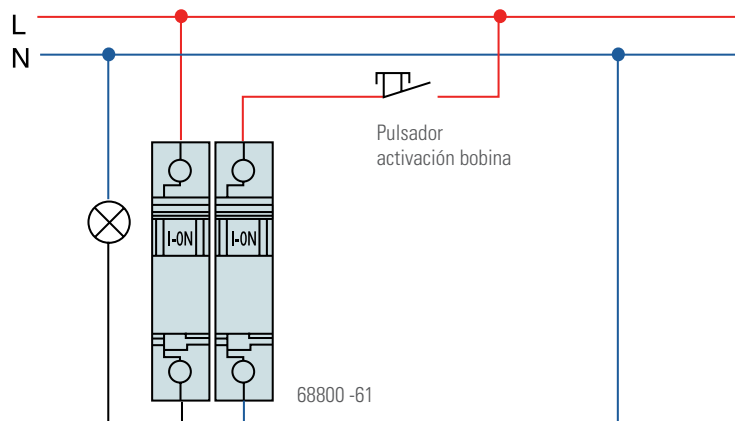 L
N
Pulsador
activación bobina
I-ON
I-ON
68800 -61